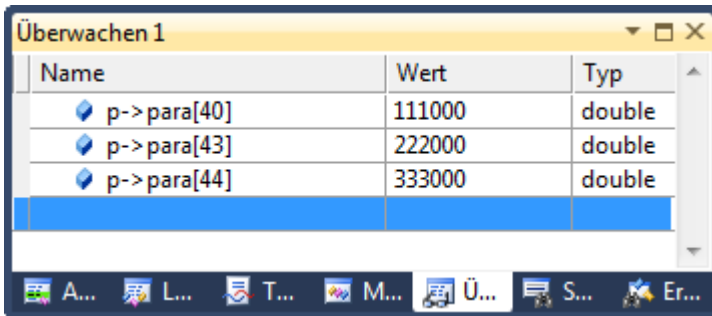 Überwachen 1
Name Wert Typ
p->para[40] 111000 double
p->para[43] 222000 double
p->para[44] 333000 double
A... L... T... M... Ü... S... Er...